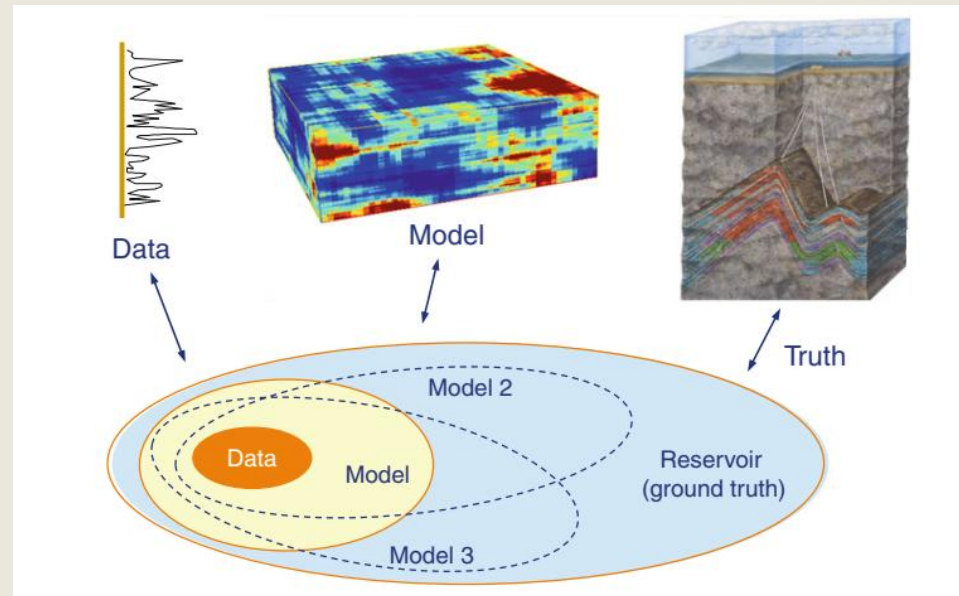 Data
Model
Truth
Model 2
Data
Model
Reservoir
(ground truth)
Model 3